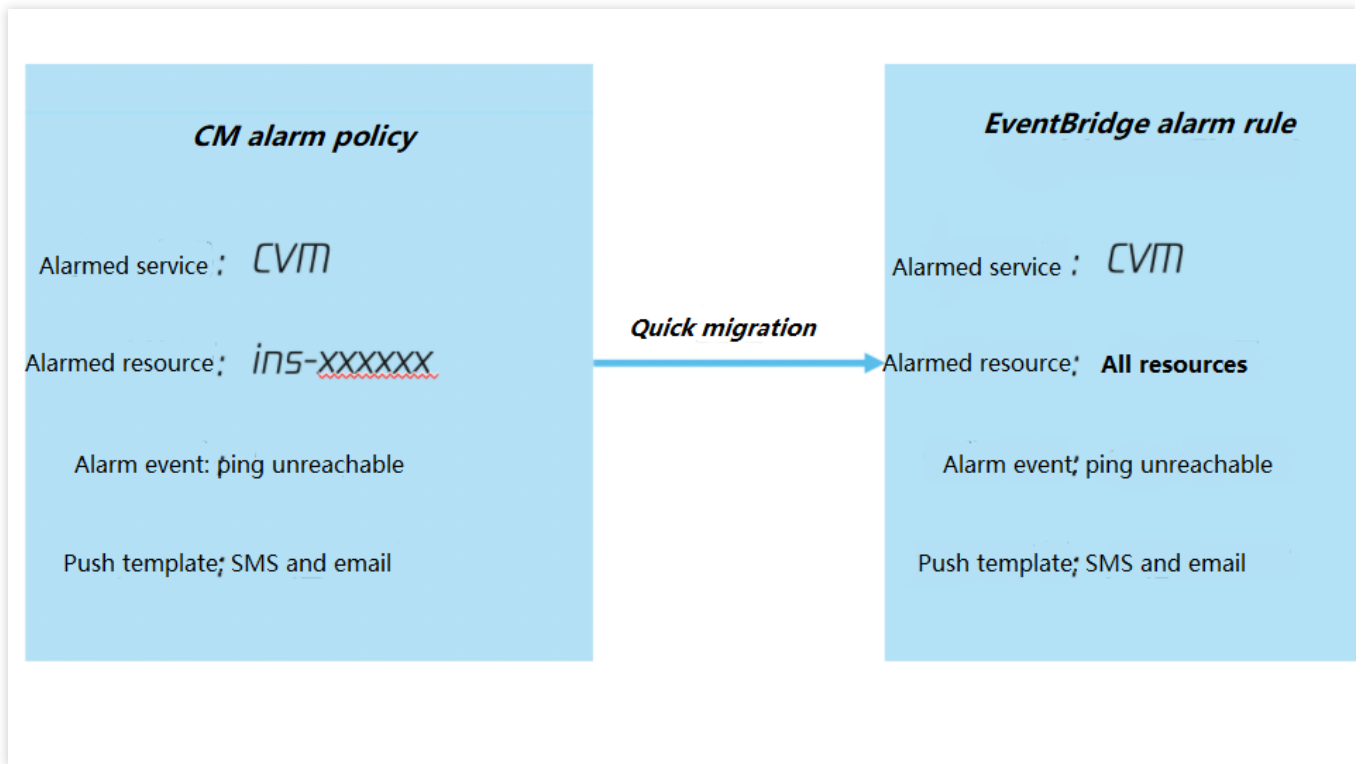 CM alarm policy
Alarmed service : CVM
Alarmed resource; ins-xxxxxx
Alarm event: ping unreachable
Push template; SMS and email
Quick migration
EventBridge alarm rule
Alarmed service : CVM
Alarmed resource; All resources
Alarm event; ping unreachable
Push template; SMS and email